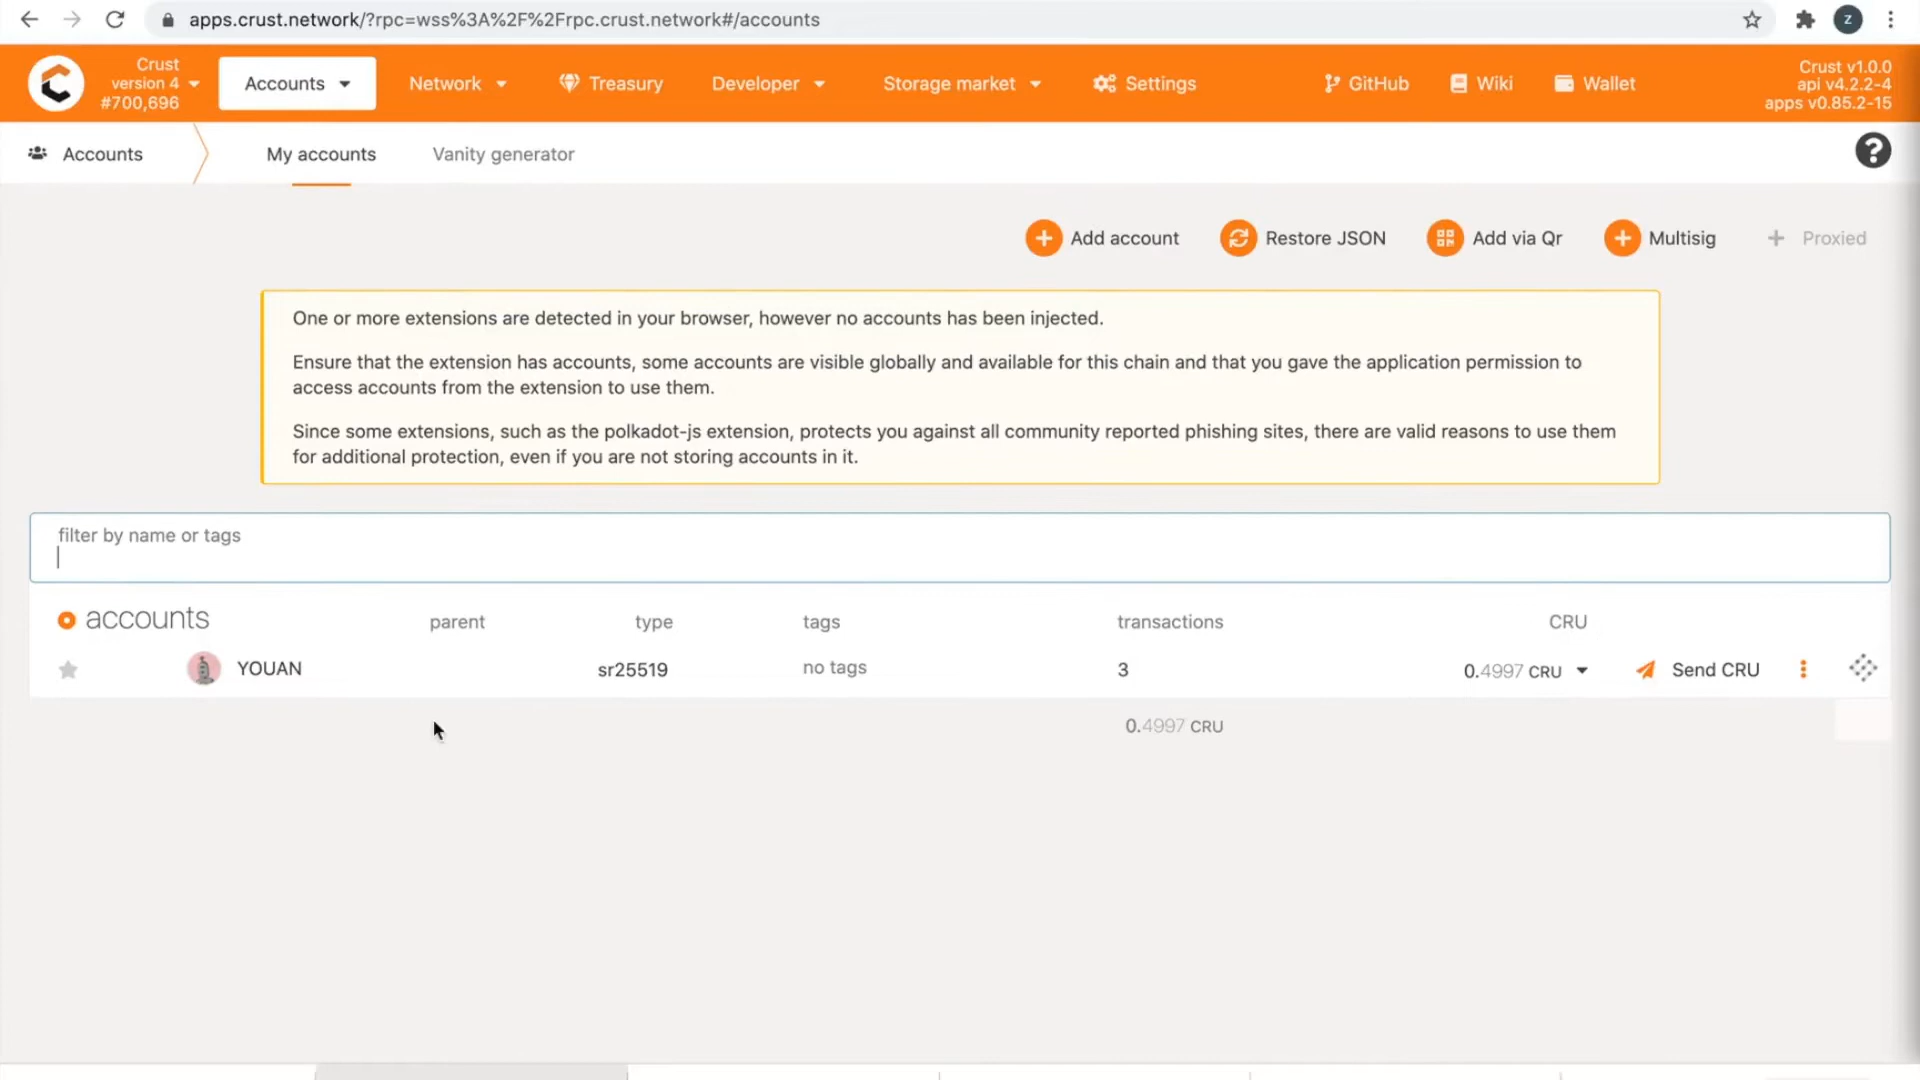 apps.crust.network/?rpc=wss%3A%2F%2Frpc.crust.network#/accounts
Z
Crust
version 4
#700,696
Accounts
Network
Treasury
Developer
Storage market
Settings
GitHub
Wiki
Wallet
Crust v1.0.0
api v4.2.2-4
apps v0.85.2-15
Accounts
My accounts
Vanity generator
?
Add account
Restore JSON
Add via Qr
Multisig
+ Proxied
One or more extensions are detected in your browser, however no accounts has been injected.
Ensure that the extension has accounts, some accounts are visible globally and available for this chain and that you gave the application permission to
access accounts from the extension to use them.
Since some extensions, such as the polkadot-js extension, protects you against all community reported phishing sites, there are valid reasons to use them
for additional protection, even if you are not storing accounts in it.
filter by name or tags
accounts parent type tags transactions CRU
YOUAN sr25519 no tags 3 0.4997 CRU Send CRU
0.4997 CRU